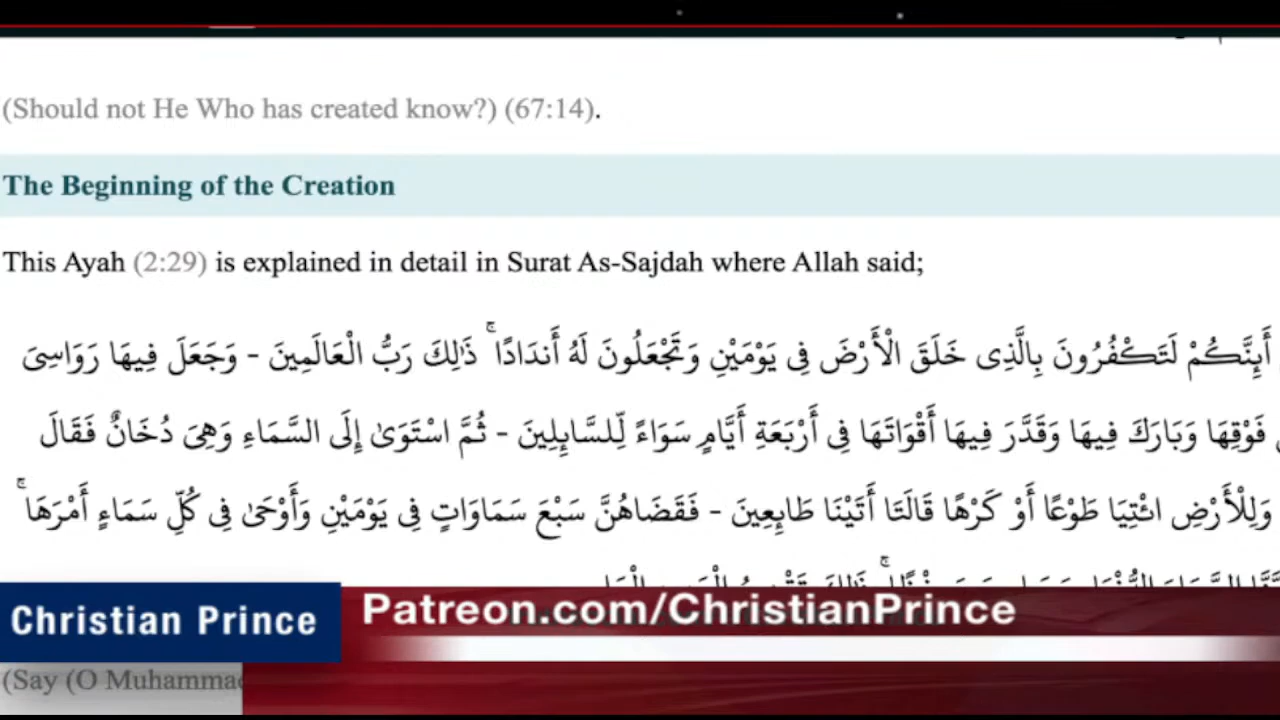 (Should not He Who has created know?) (67:14).
The Beginning of the Creation
This Ayah (2:29) is explained in detail in Surat As-Sajdah where Allah said;
أَئِنَّكُمْ لَتَكْفُرُونَ بِالَّذِى خَلَقَ الْأَرْضَ فِى يَوْمَيْنِ وَتَجْعَلُونَ لَهُ أَندَادًا ۚ ذَٰلِكَ رَبُّ الْعَالَمِينَ - وَجَعَلَ فِيهَا رَوَاسِىَ
فَوْقِهَا وَبَارَكَ فِيهَا وَقَدَّرَ فِيهَا أَقْوَاتَهَا فِى أَرْبَعَةِ أَيَّامٍ سَوَاءً لِّلسَّائِلِينَ - ثُمَّ اسْتَوَىٰ إِلَى السَّمَاءِ وَهِىَ دُخَانٌ فَقَالَ
وَلِلْأَرْضِ ائْتِيَا طَوْعًا أَوْ كَرْهًا قَالَتَا أَتَيْنَا طَائِعِينَ - فَقَضَاهُنَّ سَبْعَ سَمَاوَاتٍ فِى يَوْمَيْنِ وَأَوْحَىٰ فِى كُلِّ سَمَاءٍ أَمْرَهَا ۚ
Christian Prince
Patreon.com/ChristianPrince
(Say (O Muhammad